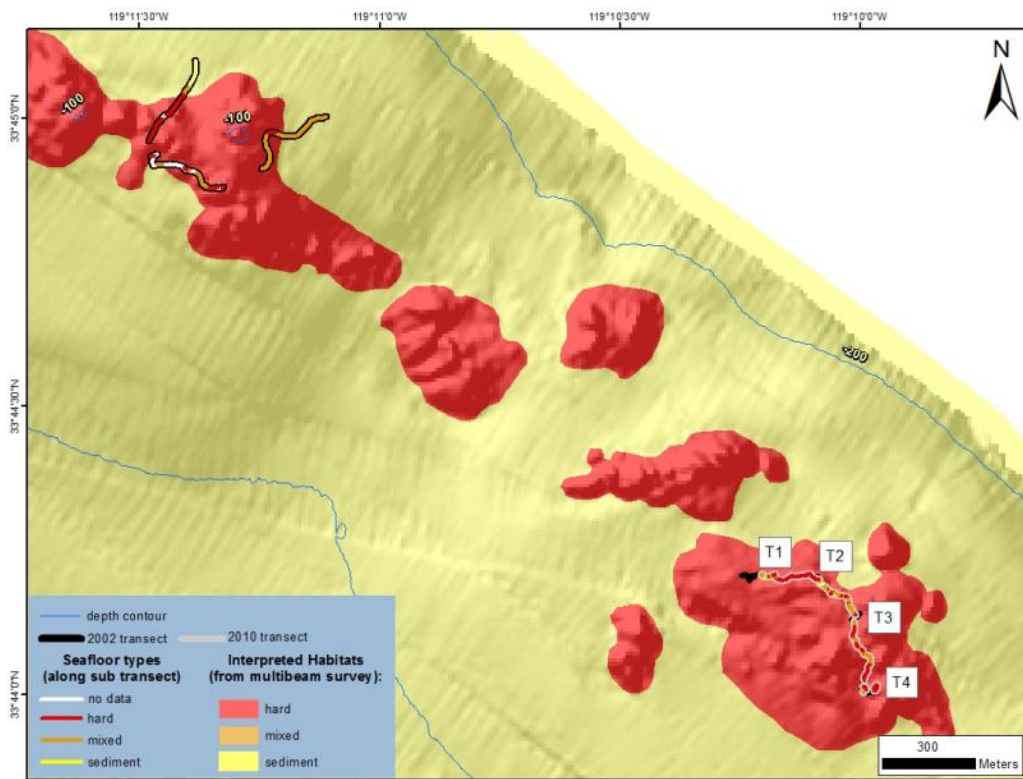 119°11'30"W 119°11'0"W 119°10'30"W 119°10'0"W
N
33°45'0"N
-100
-100
-200
33°44'30"N
33°44'0"N
T1
T2
T3
T4
depth contour
2002 transect 2010 transect
Seafloor types Interpreted Habitats
(along sub transect) (from multibeam survey):
no data
hard hard
mixed mixed
sediment sediment
300
Meters